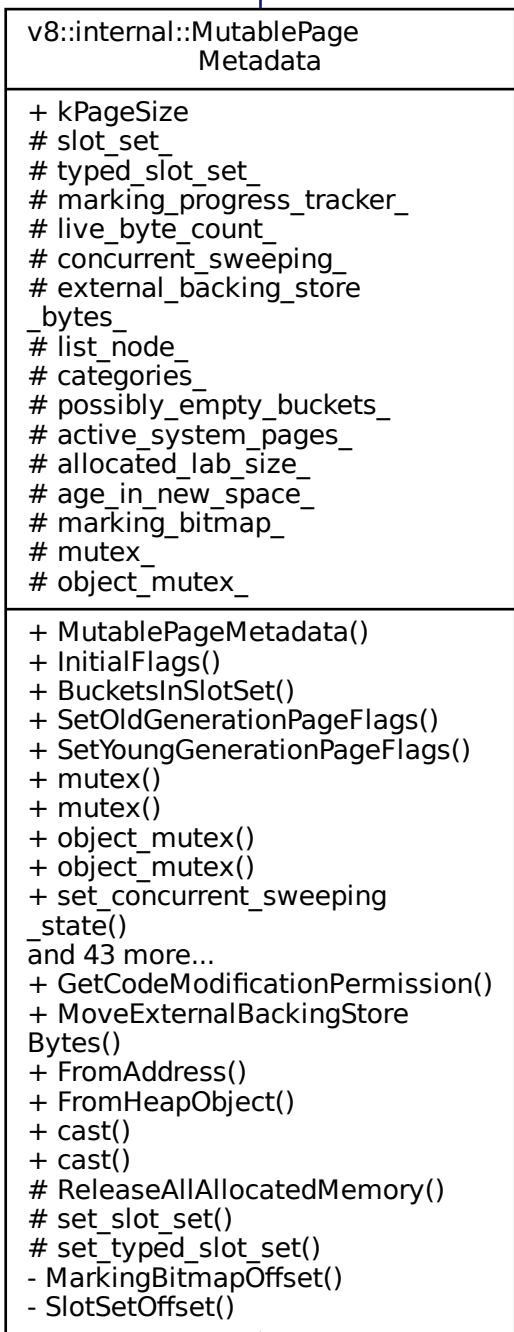 v8::internal::MutablePage
Metadata
+ kPageSize
# slot_set_
# typed_slot_set_
# marking_progress_tracker_
# live_byte_count_
# concurrent_sweeping_
# external_backing_store
_bytes_
# list_node_
# categories_
# possibly_empty_buckets_
# active_system_pages_
# allocated_lab_size_
# age_in_new_space_
# marking_bitmap_
# mutex_
# object_mutex_
+ MutablePageMetadata()
+ InitialFlags()
+ BucketsInSlotSet()
+ SetOldGenerationPageFlags()
+ SetYoungGenerationPageFlags()
+ mutex()
+ mutex()
+ object_mutex()
+ object_mutex()
+ set_concurrent_sweeping
_state()
and 43 more...
+ GetCodeModificationPermission()
+ MoveExternalBackingStore
Bytes()
+ FromAddress()
+ FromHeapObject()
+ cast()
+ cast()
# ReleaseAllAllocatedMemory()
# set_slot_set()
# set_typed_slot_set()
- MarkingBitmapOffset()
- SlotSetOffset()